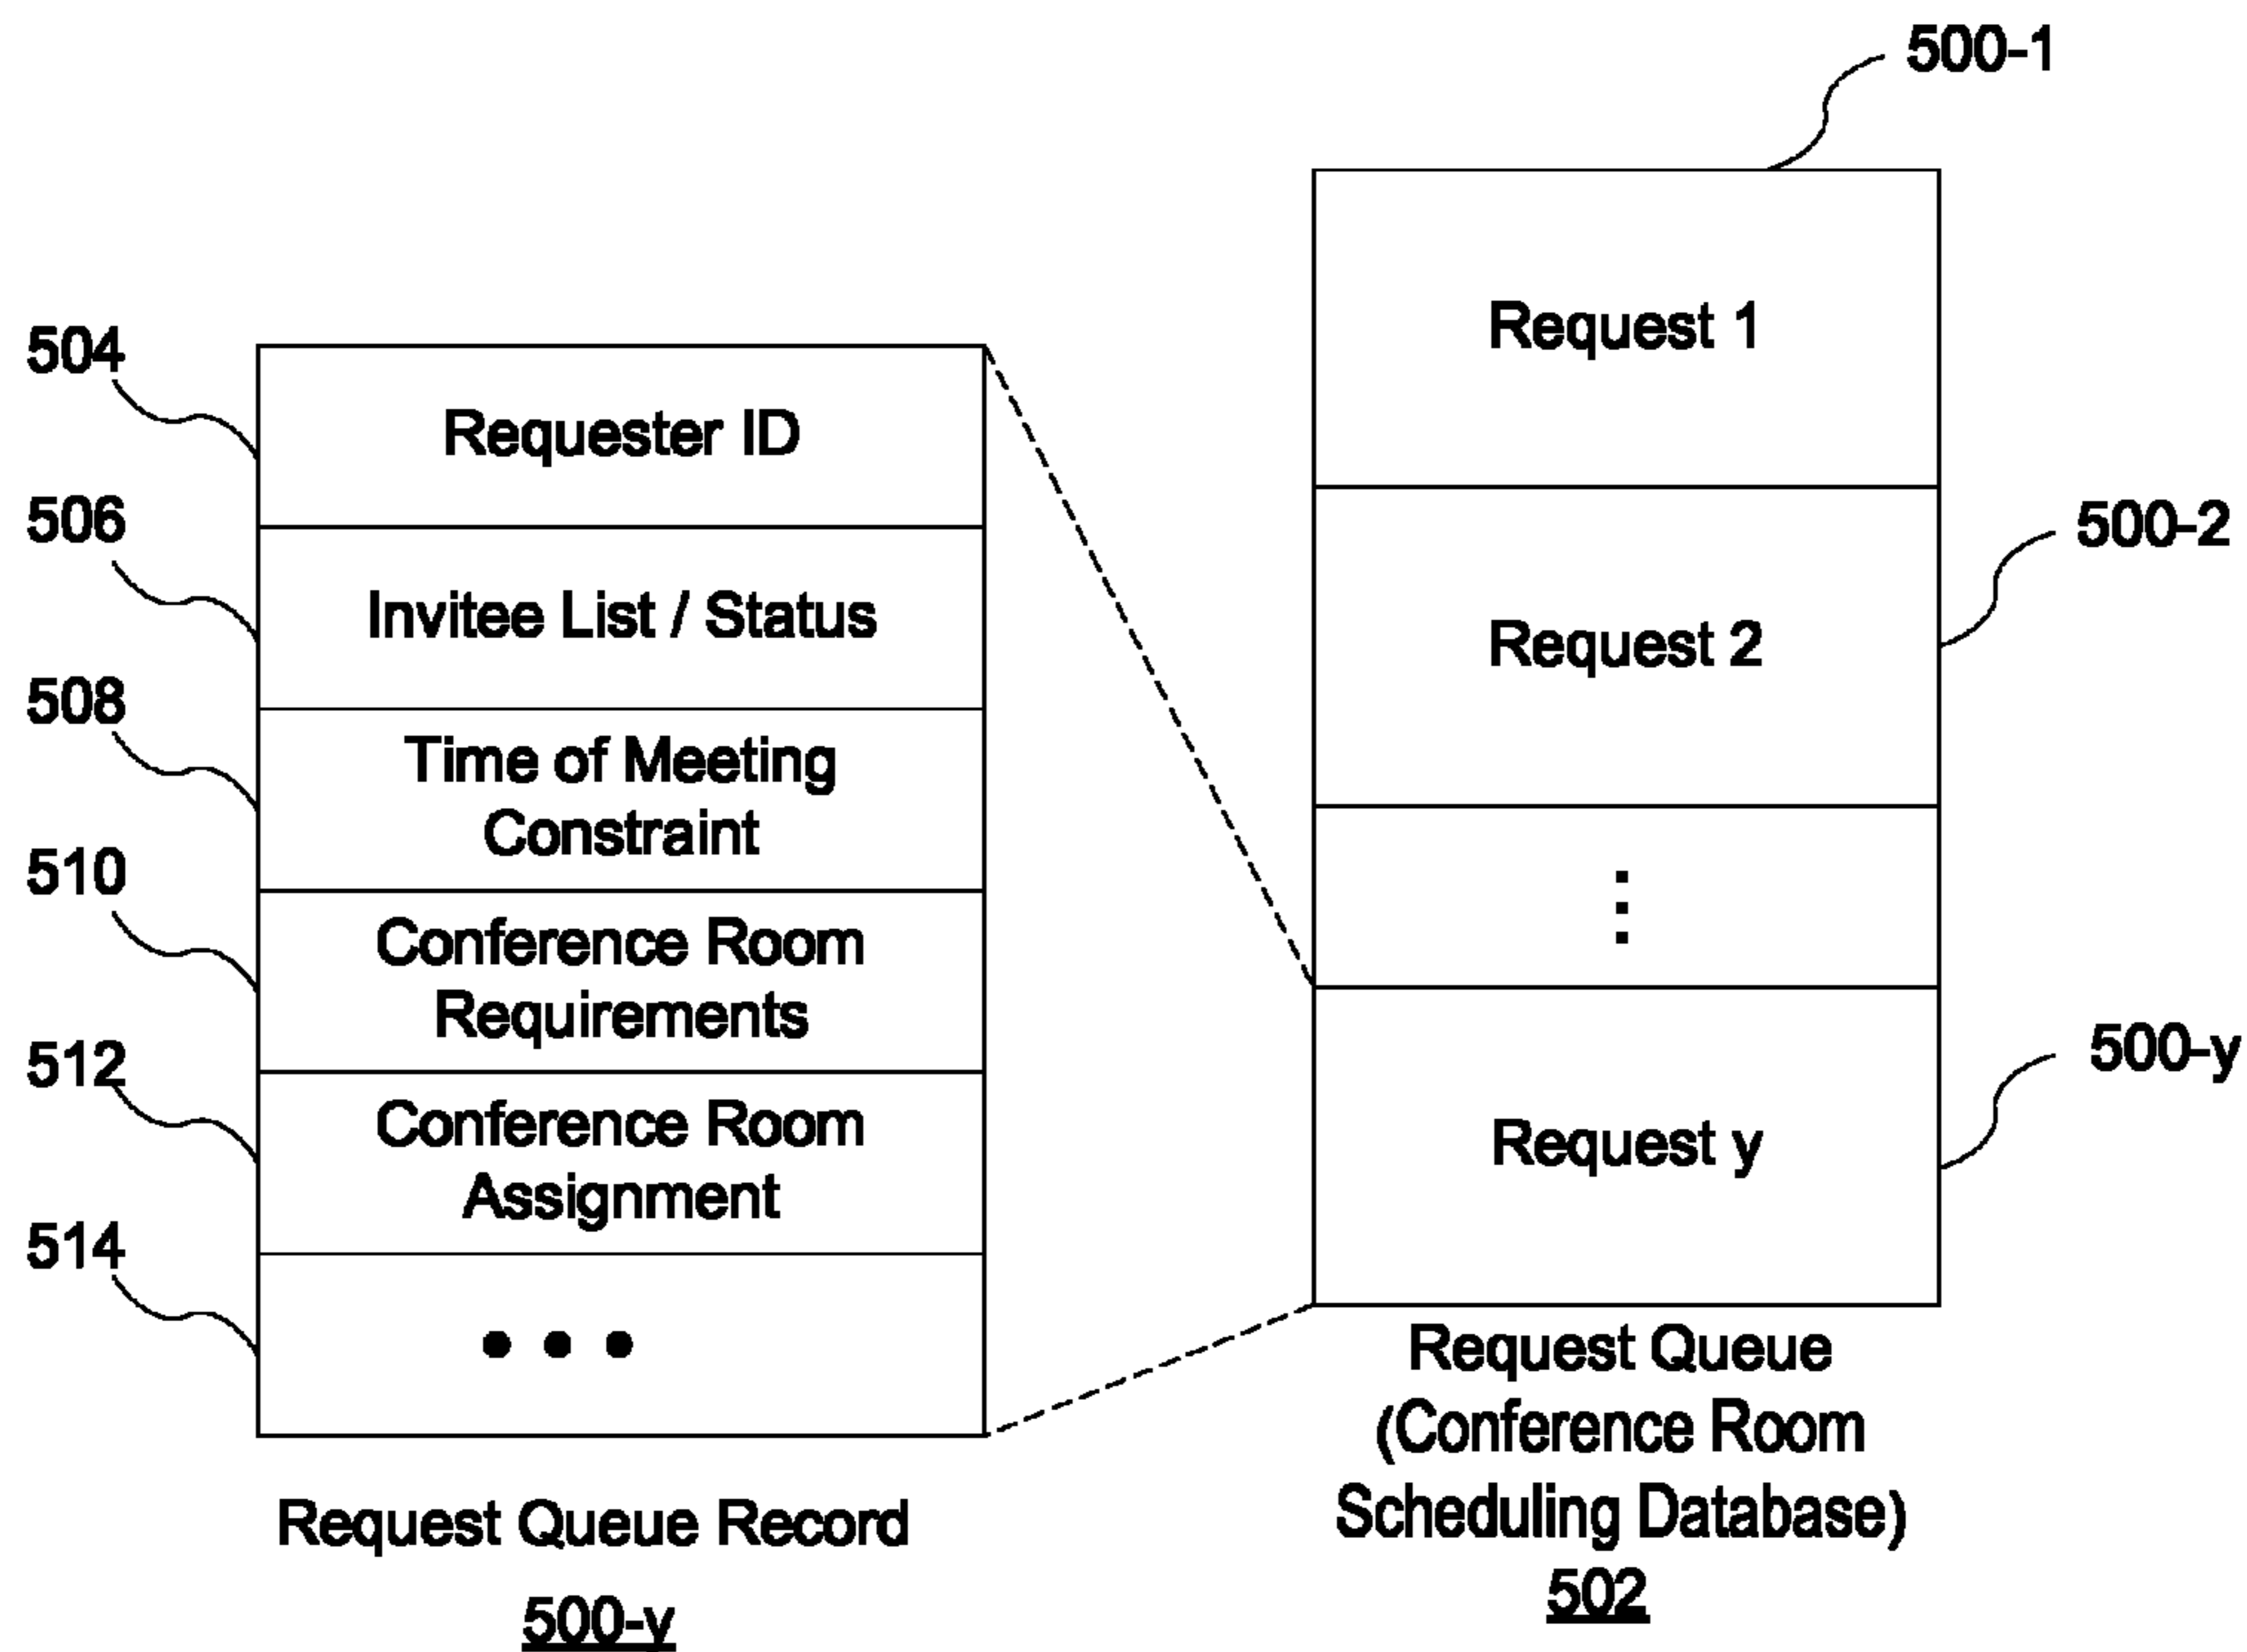 500-1
Request 1
504
Requester ID
506
Invitee List / Status
500-2
Request 2
508
Time of Meeting
Constraint
510
Conference Room
Requirements
512
Conference Room
Assignment
500-y
Request y
514
Request Queue
(Conference Room
Scheduling Database)
502
Request Queue Record
500-y